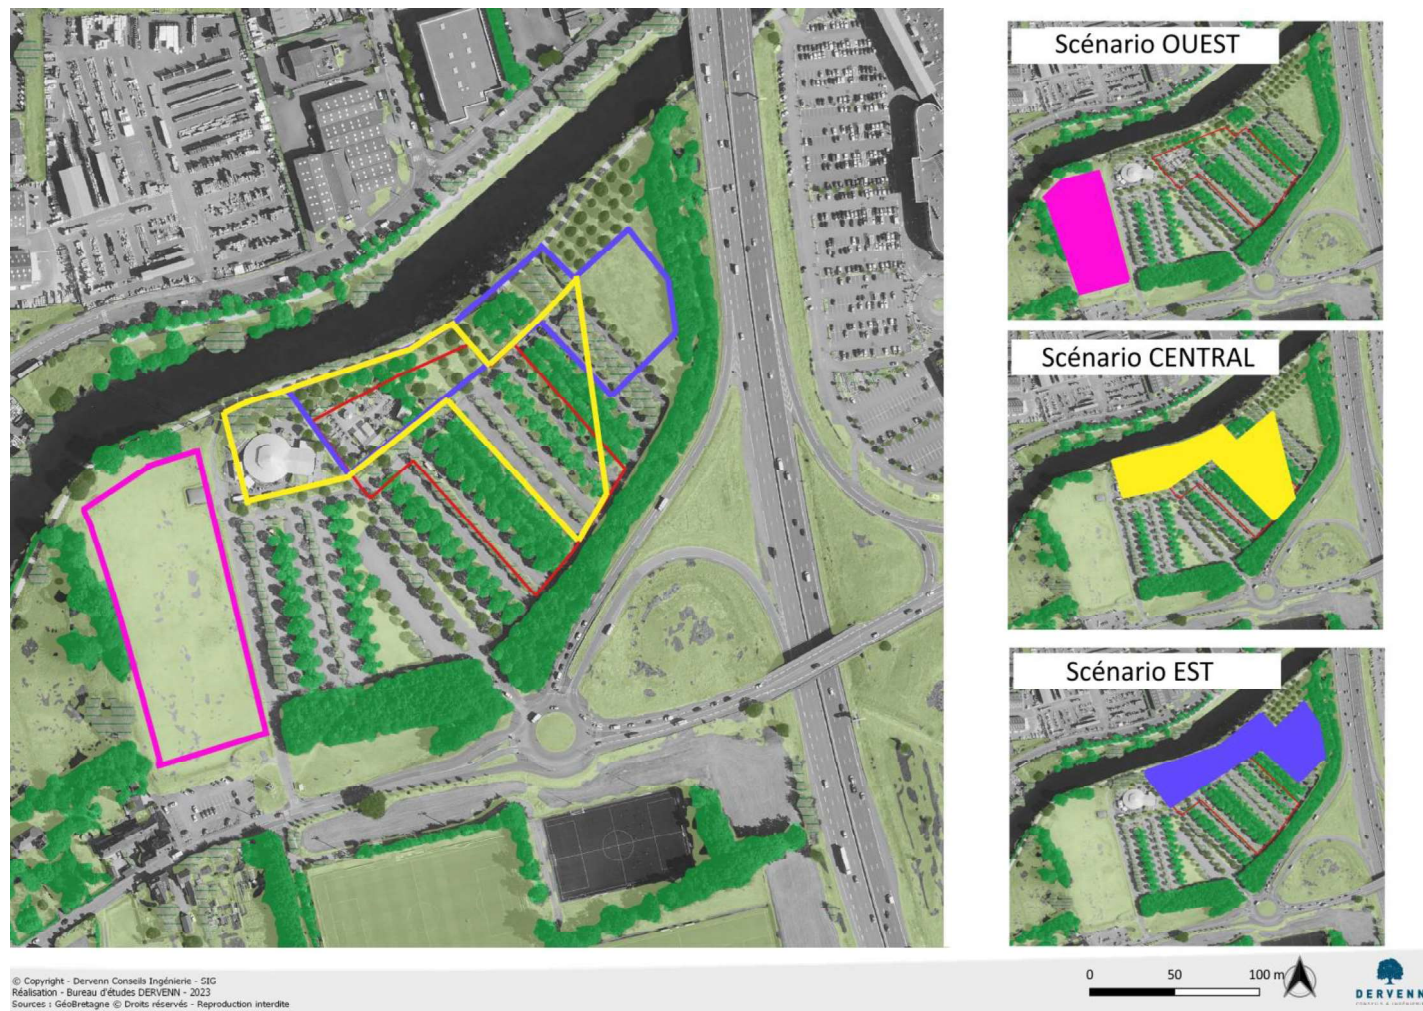 Scénario OUEST
Scénario CENTRAL
Scénario EST
© Copyright - Dervenn Conseils Ingénierie - SIG
Réalisation - Bureau d'études DERVENN - 2023
Sources : GéoBretagne © Droits réservés - Reproduction interdite
0 50 100 m
DERVENN